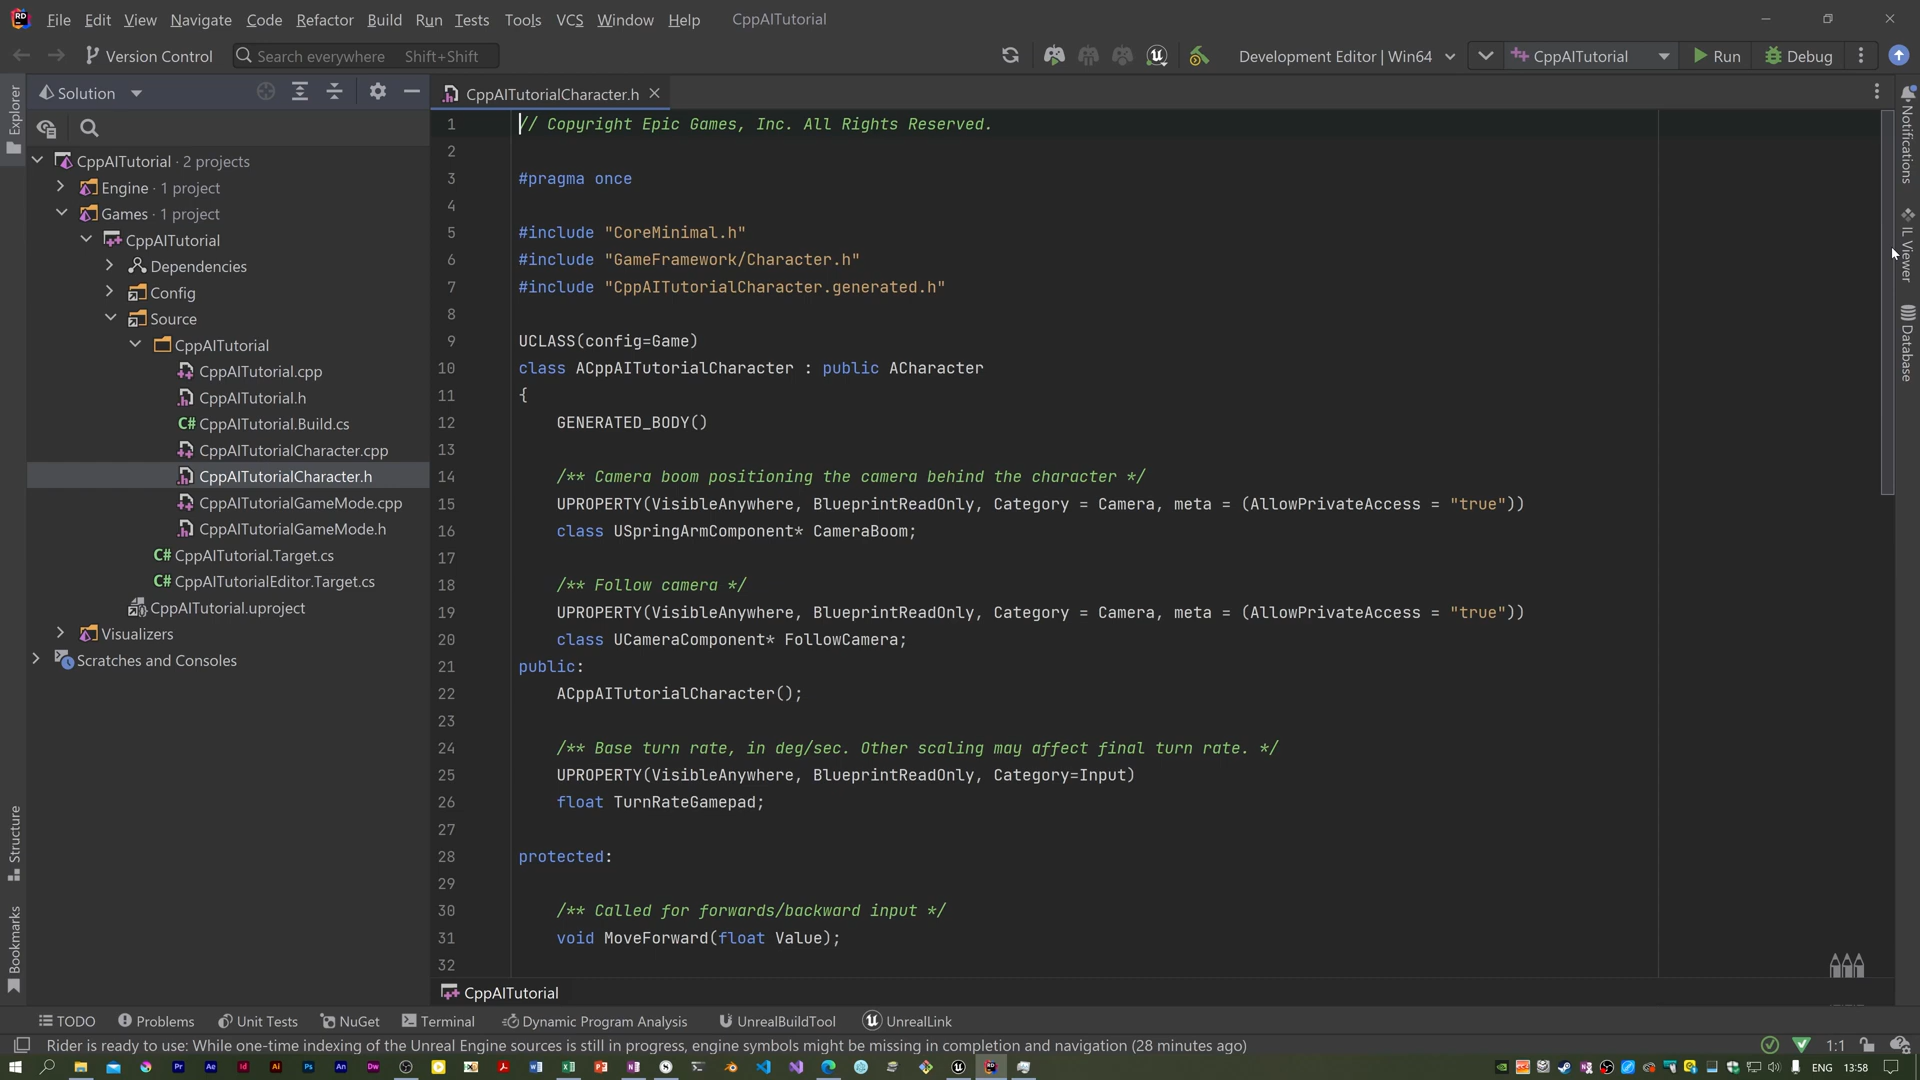 File Edit View Navigate Code Refactor Build Run Tests Tools VCS Window Help CppAITutorial
Version Control Search everywhere Shift+Shift Development Editor | Win64 CppAITutorial Run Debug
Explorer
Solution
CppAITutorialCharacter.h
CppAITutorial · 2 projects
Engine · 1 project
Games · 1 project
CppAITutorial
Dependencies
Config
Source
CppAITutorial
CppAITutorial.cpp
CppAITutorial.h
C# CppAITutorial.Build.cs
CppAITutorialCharacter.cpp
CppAITutorialCharacter.h
CppAITutorialGameMode.cpp
CppAITutorialGameMode.h
C# CppAITutorial.Target.cs
C# CppAITutorialEditor.Target.cs
CppAITutorial.uproject
Visualizers
Scratches and Consoles
Structure
Bookmarks
1 // Copyright Epic Games, Inc. All Rights Reserved.
2
3 #pragma once
4
5 #include "CoreMinimal.h"
6 #include "GameFramework/Character.h"
7 #include "CppAITutorialCharacter.generated.h"
8
9 UCLASS(config=Game)
10 class ACppAITutorialCharacter : public ACharacter
11 {
12 GENERATED_BODY()
13
14 /** Camera boom positioning the camera behind the character */
15 UPROPERTY(VisibleAnywhere, BlueprintReadOnly, Category = Camera, meta = (AllowPrivateAccess = "true"))
16 class USpringArmComponent* CameraBoom;
17
18 /** Follow camera */
19 UPROPERTY(VisibleAnywhere, BlueprintReadOnly, Category = Camera, meta = (AllowPrivateAccess = "true"))
20 class UCameraComponent* FollowCamera;
21 public:
22 ACppAITutorialCharacter();
23
24 /** Base turn rate, in deg/sec. Other scaling may affect final turn rate. */
25 UPROPERTY(VisibleAnywhere, BlueprintReadOnly, Category=Input)
26 float TurnRateGamepad;
27
28 protected:
29
30 /** Called for forwards/backward input */
31 void MoveForward(float Value);
32
Notifications
IL Viewer
Database
CppAITutorial
TODO Problems Unit Tests NuGet Terminal Dynamic Program Analysis UnrealBuildTool UnrealLink
Rider is ready to use: While one-time indexing of the Unreal Engine sources is still in progress, engine symbols might be missing in completion and navigation (28 minutes ago) 1:1
Pr Ae Id Ai Ps An Dw ENG 13:58